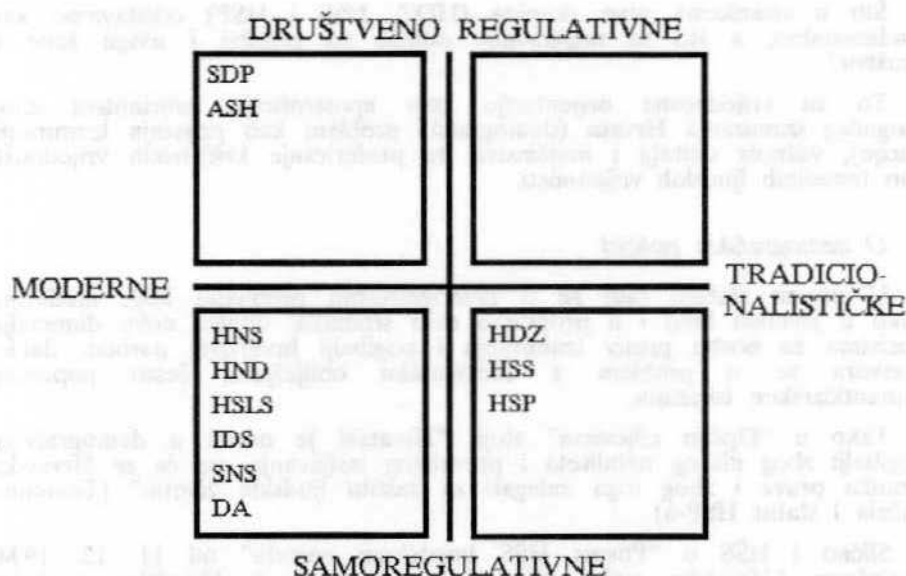 DRUŠTVENO REGULATIVNE
SDP
ASH
MODERNE
TRADICIO-
NALISTIČKE
HNS
HND
HSLS
IDS
SNS
DA
HDZ
HSS
HSP
SAMOREGULATIVNE